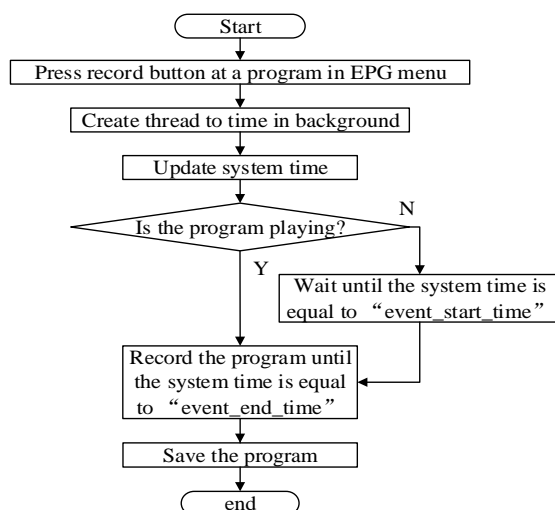 Start
Press record button at a program in EPG menu
Create thread to time in background
Update system time
Is the program playing?
N
Y
Wait until the system time is
equal to “event_start_time”
Record the program until
the system time is equal
to “event_end_time”
Save the program
end